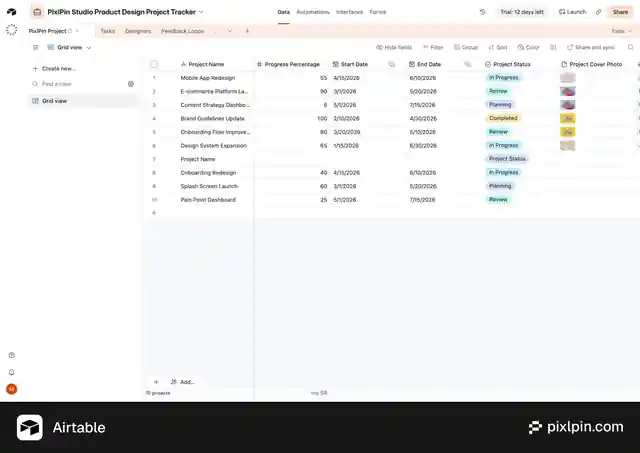 PixlPin Studio Product Design Project Tracker
Data Automations Interfaces Forms
Trial: 12 days left Launch Share
PixlPin Project Tasks Designers Feedback Loops Tools
Grid view Hide fields Filter Group Sort Color Share and sync
Create new...
Find a view
Grid view
Project Name Progress Percentage Start Date End Date Project Status Project Cover Photo
1 Mobile App Redesign 55 4/15/2026 6/10/2026 In Progress
2 E-commerce Platform La... 90 3/1/2026 5/20/2026 Review
3 Content Strategy Dashbo... 5/1/2026 7/15/2026 Planning
4 Brand Guidelines Update 100 2/10/2026 4/30/2026 Completed
5 Onboarding Flow Improve... 80 3/20/2026 5/10/2026 Review
6 Design System Expansion 65 1/15/2026 6/30/2026 In Progress
7 Project Name Project Status
8 Onboarding Redesign 40 4/15/2026 6/10/2026 In Progress
9 Splash Screen Launch 60 3/1/2026 5/20/2026 Planning
10 Pain Point Dashboard 25 5/1/2026 7/15/2026 Review
Add...
M
10 projects
Airtable pixlpin.com